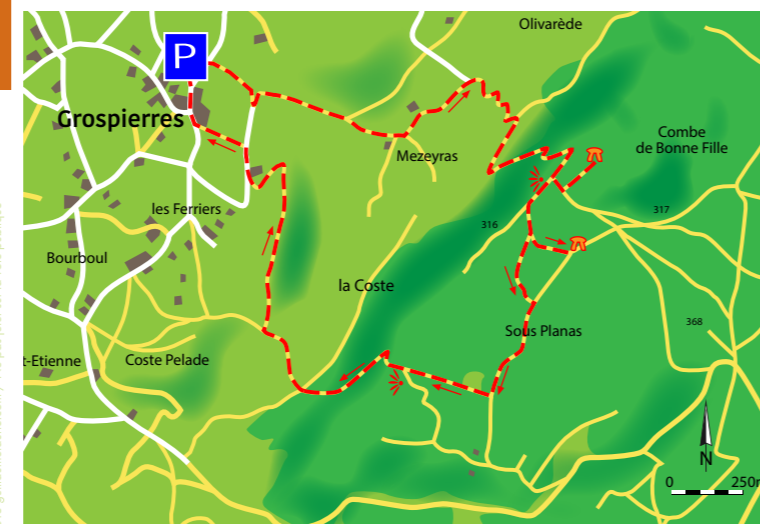 Olivarède
P
Grospierres
Combe
de Bonne Fille
Mezeyras
les Ferriers
316
317
Bourboul
la Coste
368
Sous Planas
t-Etienne
Coste Pelade
N
0 250m